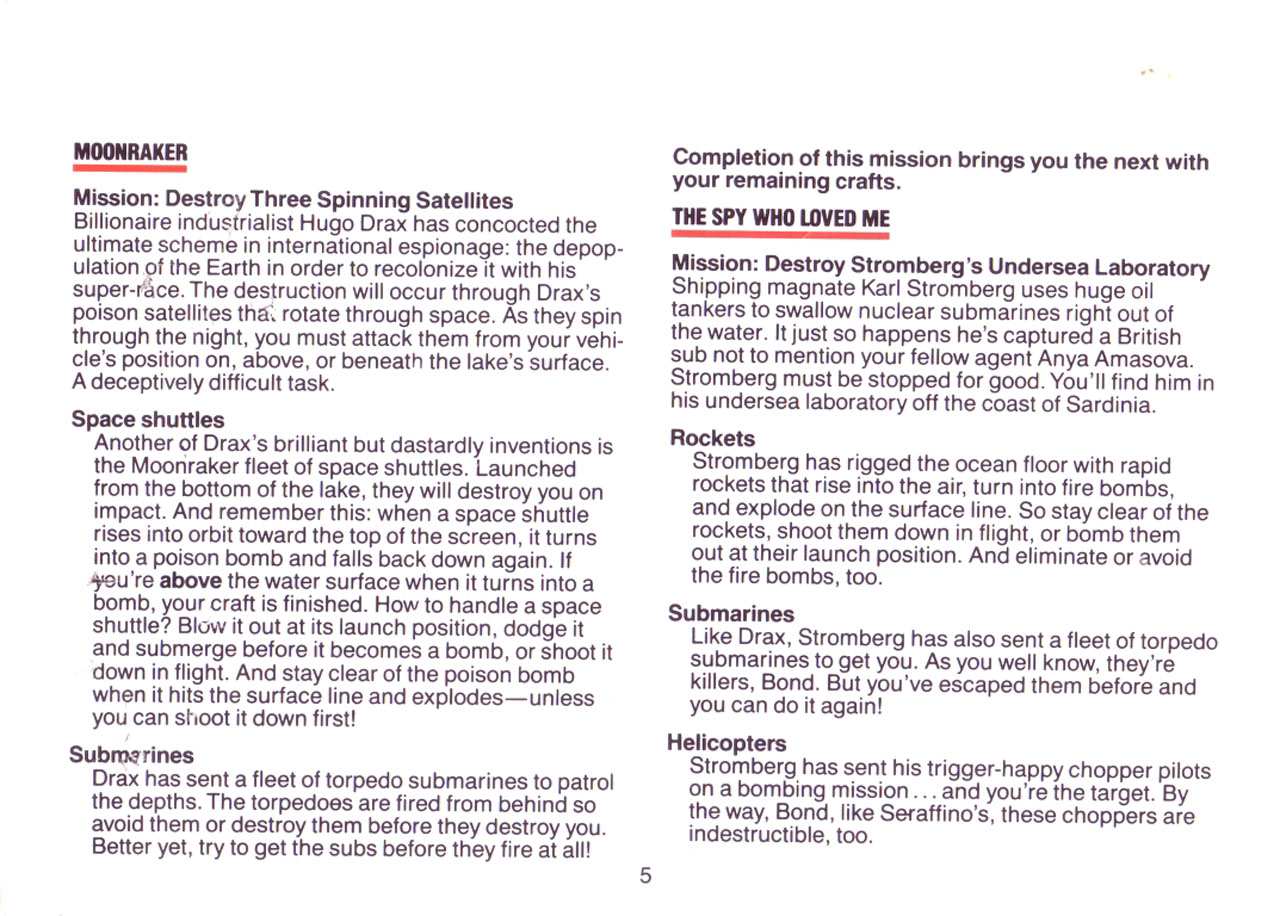 MOONRAKER
Mission: Destroy Three Spinning Satellites
Billionaire industrialist Hugo Drax has concocted the
ultimate scheme in international espionage: the depop-
ulation of the Earth in order to recolonize it with his
super-race. The destruction will occur through Drax's
poison satellites that rotate through space. As they spin
through the night, you must attack them from your vehi-
cle's position on, above, or beneath the lake's surface.
A deceptively difficult task.
Space shuttles
Another of Drax's brilliant but dastardly inventions is
the Moonraker fleet of space shuttles. Launched
from the bottom of the lake, they will destroy you on
impact. And remember this: when a space shuttle
rises into orbit toward the top of the screen, it turns
into a poison bomb and falls back down again. If
you're above the water surface when it turns into a
bomb, your craft is finished. How to handle a space
shuttle? Blow it out at its launch position, dodge it
and submerge before it becomes a bomb, or shoot it
down in flight. And stay clear of the poison bomb
when it hits the surface line and explodes—unless
you can shoot it down first!
Submarines
Drax has sent a fleet of torpedo submarines to patrol
the depths. The torpedoes are fired from behind so
avoid them or destroy them before they destroy you.
Better yet, try to get the subs before they fire at all!
Completion of this mission brings you the next with
your remaining crafts.
THE SPY WHO LOVED ME
Mission: Destroy Stromberg's Undersea Laboratory
Shipping magnate Karl Stromberg uses huge oil
tankers to swallow nuclear submarines right out of
the water. It just so happens he's captured a British
sub not to mention your fellow agent Anya Amasova.
Stromberg must be stopped for good. You'll find him in
his undersea laboratory off the coast of Sardinia.
Rockets
Stromberg has rigged the ocean floor with rapid
rockets that rise into the air, turn into fire bombs,
and explode on the surface line. So stay clear of the
rockets, shoot them down in flight, or bomb them
out at their launch position. And eliminate or avoid
the fire bombs, too.
Submarines
Like Drax, Stromberg has also sent a fleet of torpedo
submarines to get you. As you well know, they're
killers, Bond. But you've escaped them before and
you can do it again!
Helicopters
Stromberg has sent his trigger-happy chopper pilots
on a bombing mission... and you're the target. By
the way, Bond, like Seraffino's, these choppers are
indestructible, too.
5